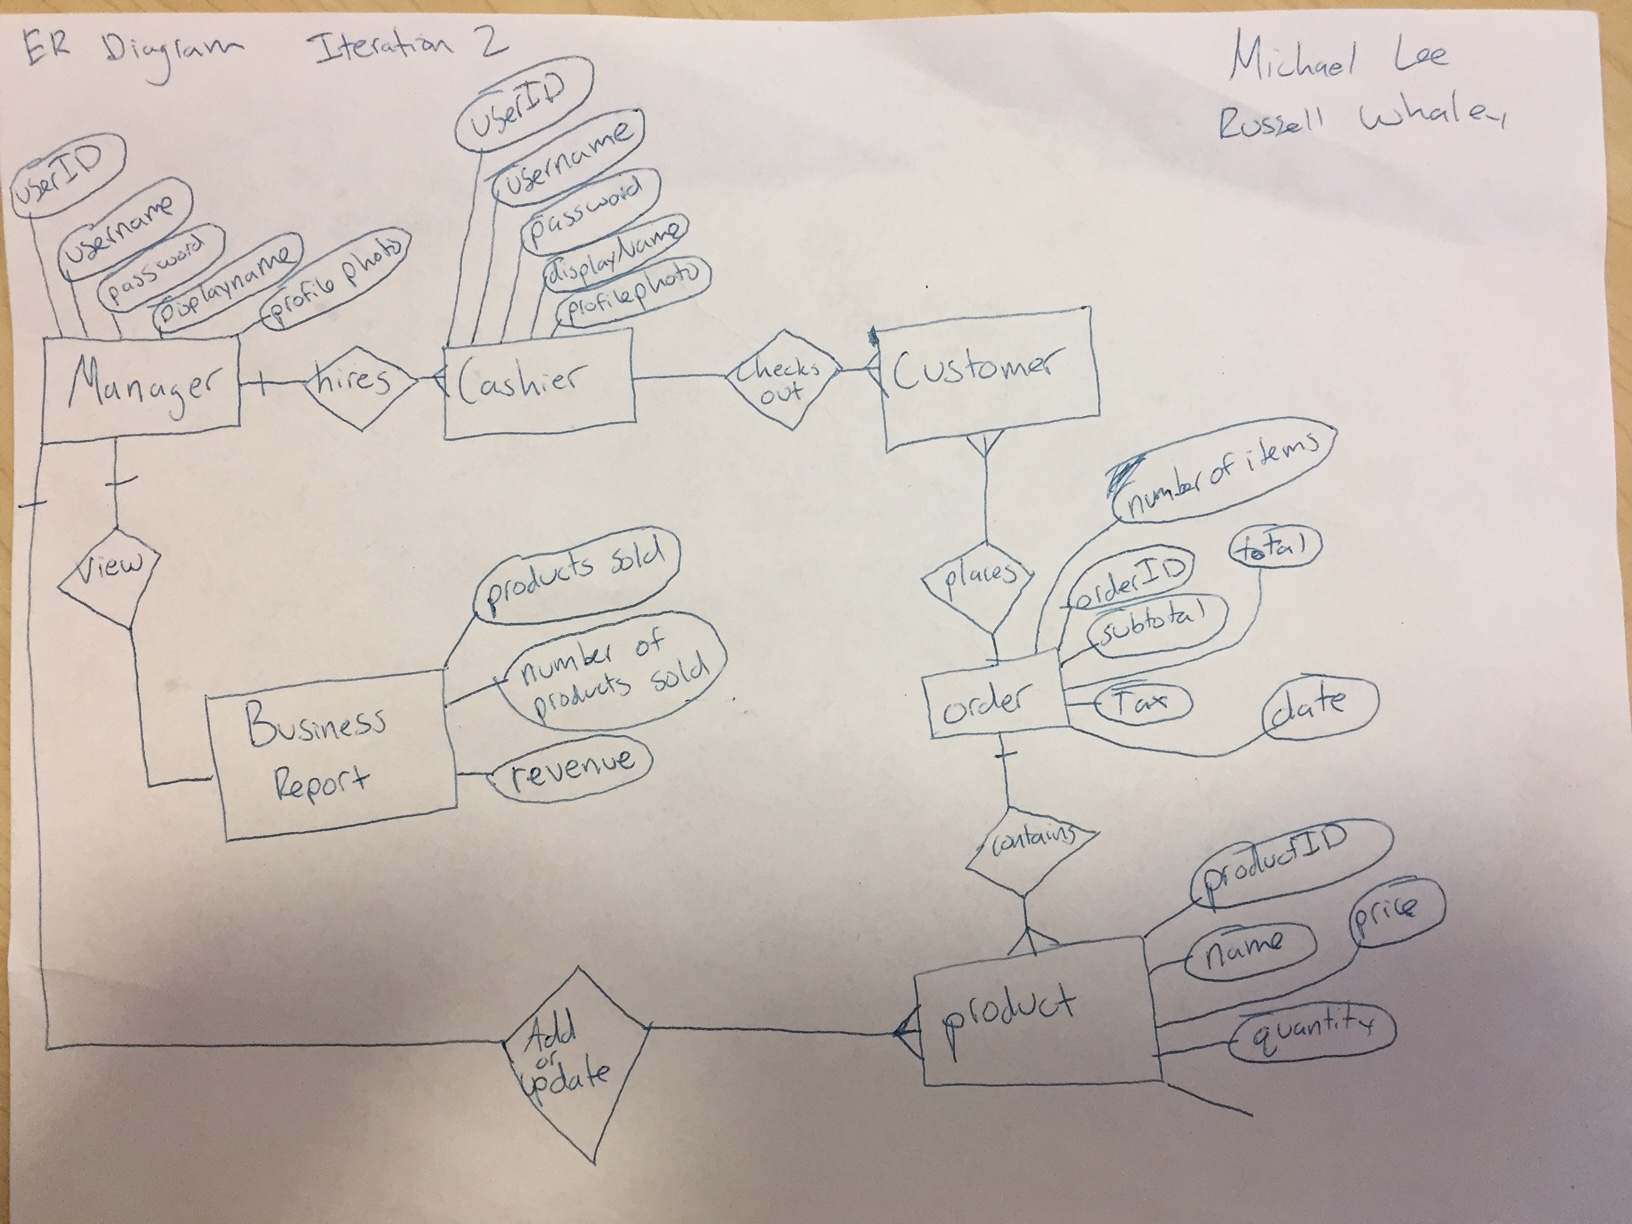 ER Diagram Iteration 2
Michael Lee
Russell Whaley
userID
username
password
Displayname
profile photo
userID
username
password
displayName
profilephoto
Manager
hires
Cashier
Checks
out
Customer
view
places
number of items
orderID
total
subtotal
Tax
date
order
products sold
number of
products sold
revenue
Business
Report
contains
productID
name
price
quantity
product
Add
or
update